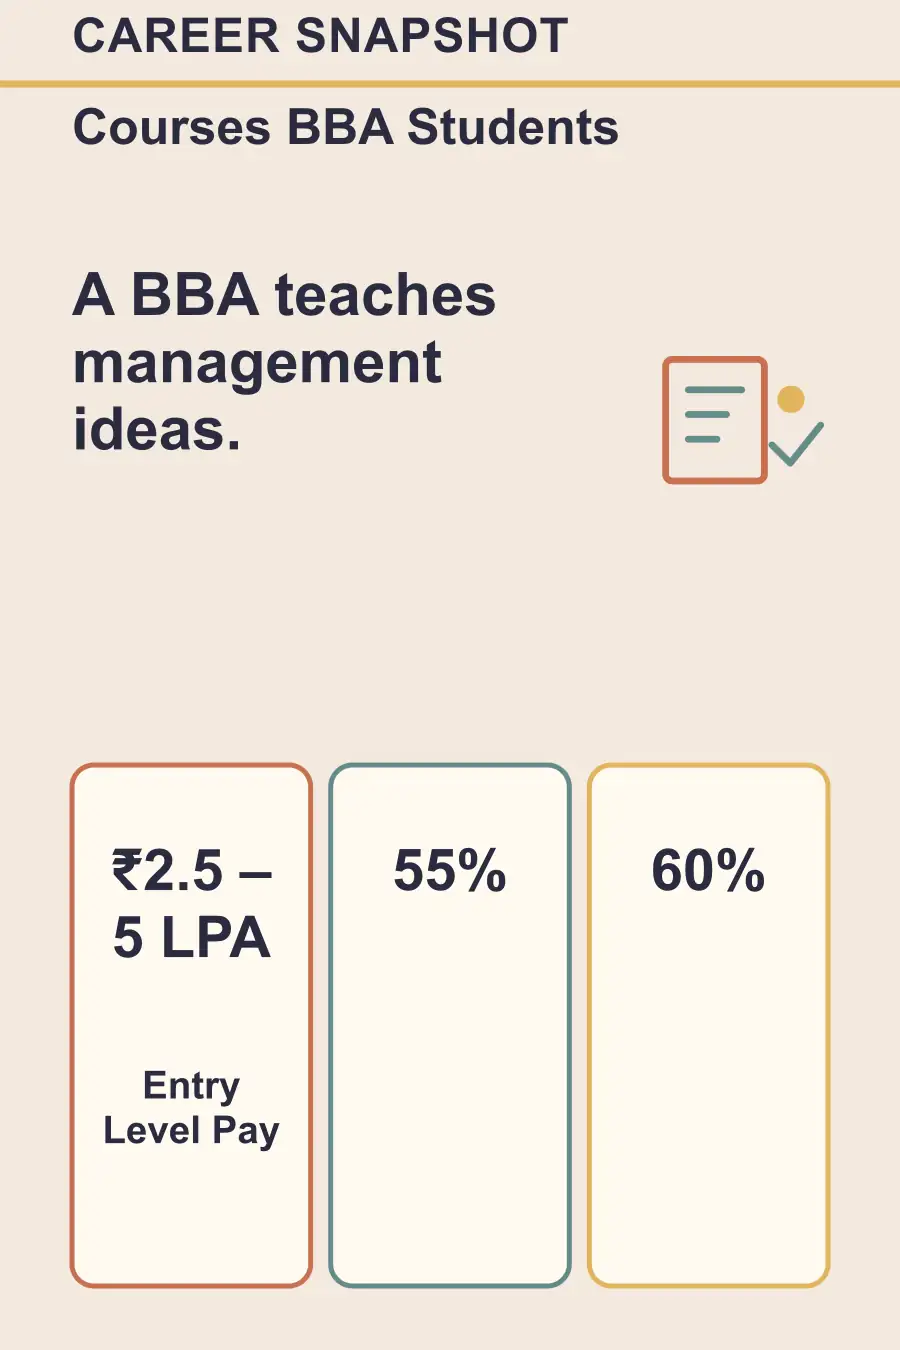 CAREER SNAPSHOT
Courses BBA Students
A BBA teaches
management
ideas.
₹2.5 –
5 LPA
Entry
Level Pay
55%
60%